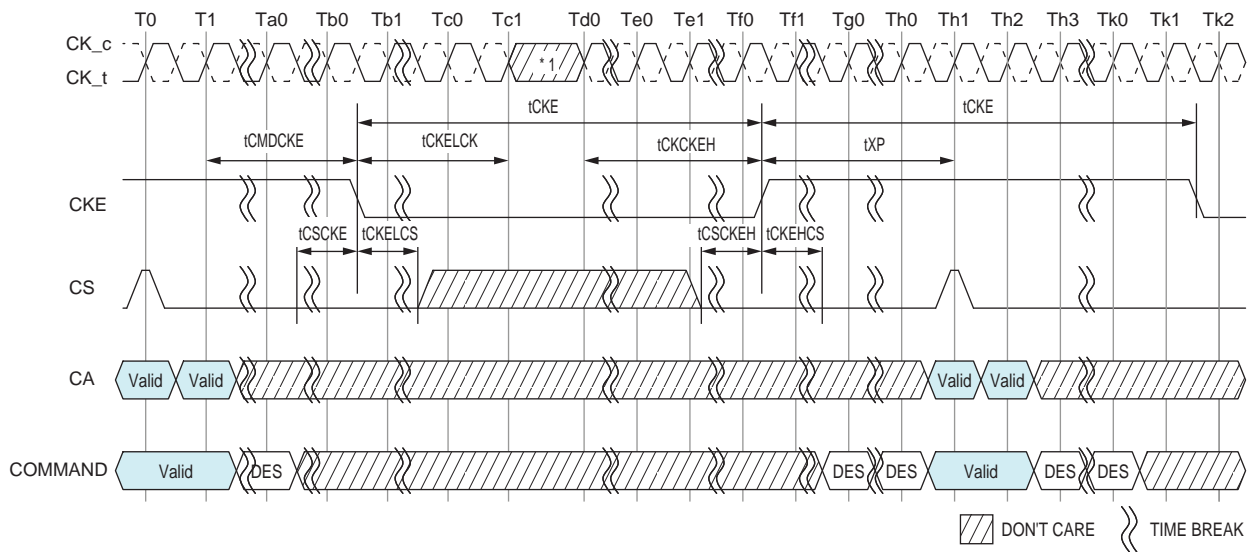 T0 T1 Ta0 Tb0 Tb1 Tc0 Tc1 Td0 Te0 Te1 Tf0 Tf1 Tg0 Th0 Th1 Th2 Th3 Tk0 Tk1 Tk2
CK_c
* 1
CK_t
tCKE tCKE
tCMDCKE tCKELCK tCKCKEH tXP
CKE
tCSCKE tCKELCS tCSCKEH tCKEHCS
CS
CA Valid Valid Valid Valid
COMMAND Valid DES DES DES Valid DES DES
DON'T CARE TIME BREAK